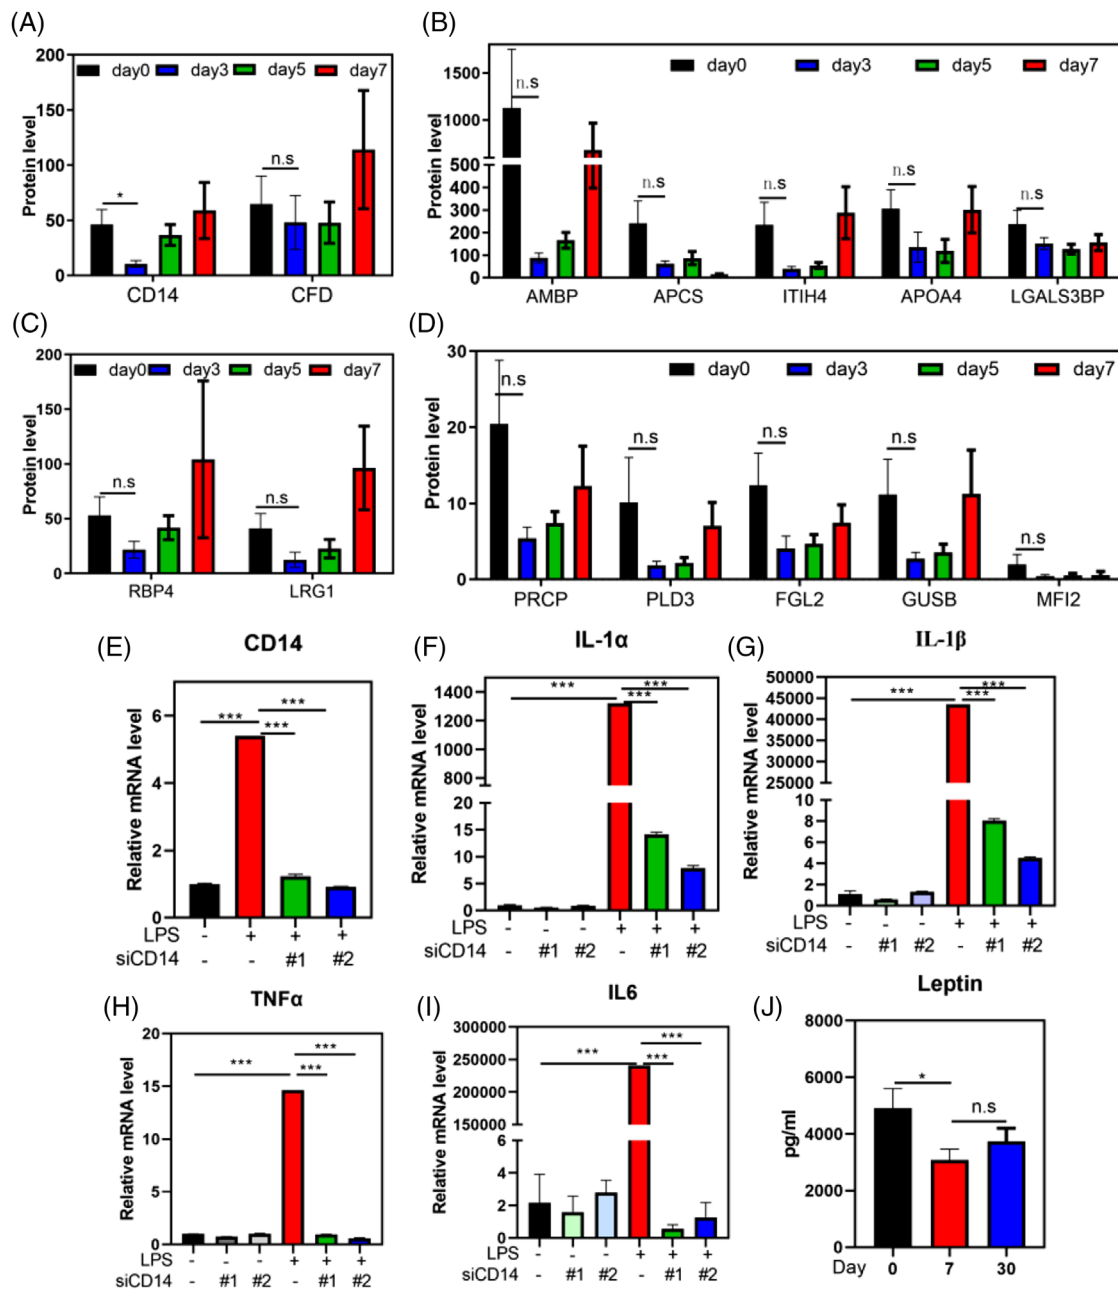 (A)
200
150
100
50
0
Protein level
day0 day3 day5 day7
*
n.s
CD14 CFD
(B)
1500
1000
500
400
300
200
100
0
Protein level
day0 day3 day5 day7
n.s
n.s
n.s
n.s
n.s
AMBP APCS ITIH4 APOA4 LGALS3BP
(C)
200
150
100
50
0
Protein level
day0 day3 day5 day7
n.s
n.s
RBP4 LRG1
(D)
30
20
10
0
Protein level
day0 day3 day5 day7
n.s
n.s
n.s
n.s
n.s
PRCP PLD3 FGL2 GUSB MFI2
(E)
CD14
6
4
2
0
Relative mRNA level
*** *** ***
LPS - + + +
siCD14 - - #1 #2
(F)
IL-1α
1400
1200
1000
800
20
15
10
5
0
Relative mRNA level
*** *** ***
- - - + + +
- #1 #2 - #1 #2
(G)
IL-1β
50000
45000
40000
35000
30000
25000
8
6
4
2
0
Relative mRNA level
*** *** ***
LPS - - - + + +
siCD14 - #1 #2 - #1 #2
(H)
TNFα
20
15
10
5
0
Relative mRNA level
*** *** ***
LPS - - - + + +
siCD14 - #1 #2 - #1 #2
(I)
IL6
300000
250000
200000
150000
6
4
2
0
Relative mRNA level
*** *** ***
LPS - - - + + +
siCD14 - #1 #2 - #1 #2
(J)
Leptin
8000
6000
4000
2000
0
pg/ml
*
n.s
Day 0 7 30